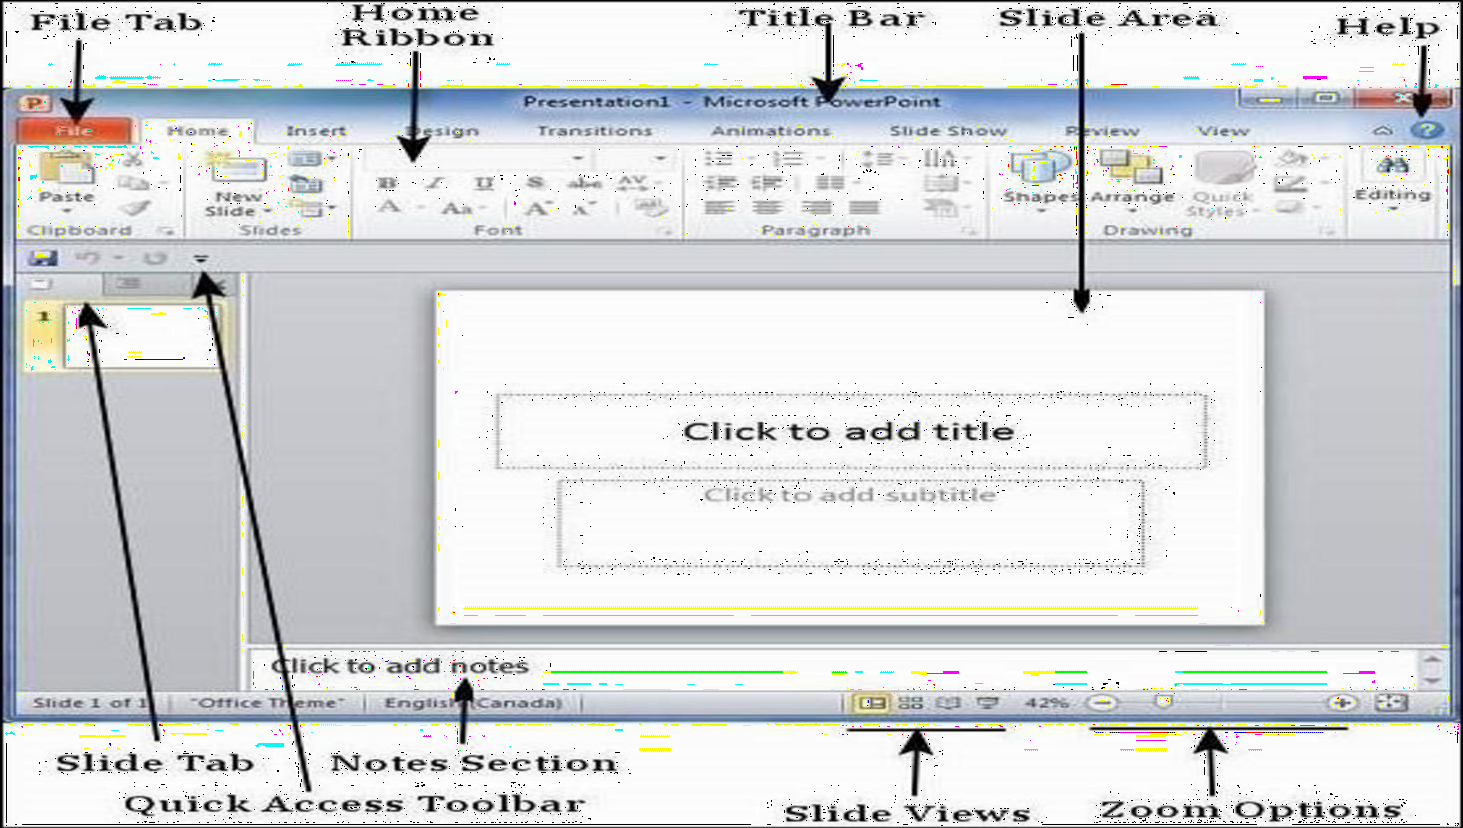 File Tab
Home
Ribbon
Title Bar
Slide Area
Help
Presentation1 - Microsoft PowerPoint
File Home Insert Design Transitions Animations Slide Show Review View
Paste
New
Slide
Shapes Arrange Quick
Styles
Editing
Clipboard Slides Font Paragraph Drawing
1
Click to add title
Click to add subtitle
Click to add notes
Slide 1 of 1 "Office Theme" English (Canada) 42%
Slide Tab
Notes Section
Quick Access Toolbar
Slide Views
Zoom Options